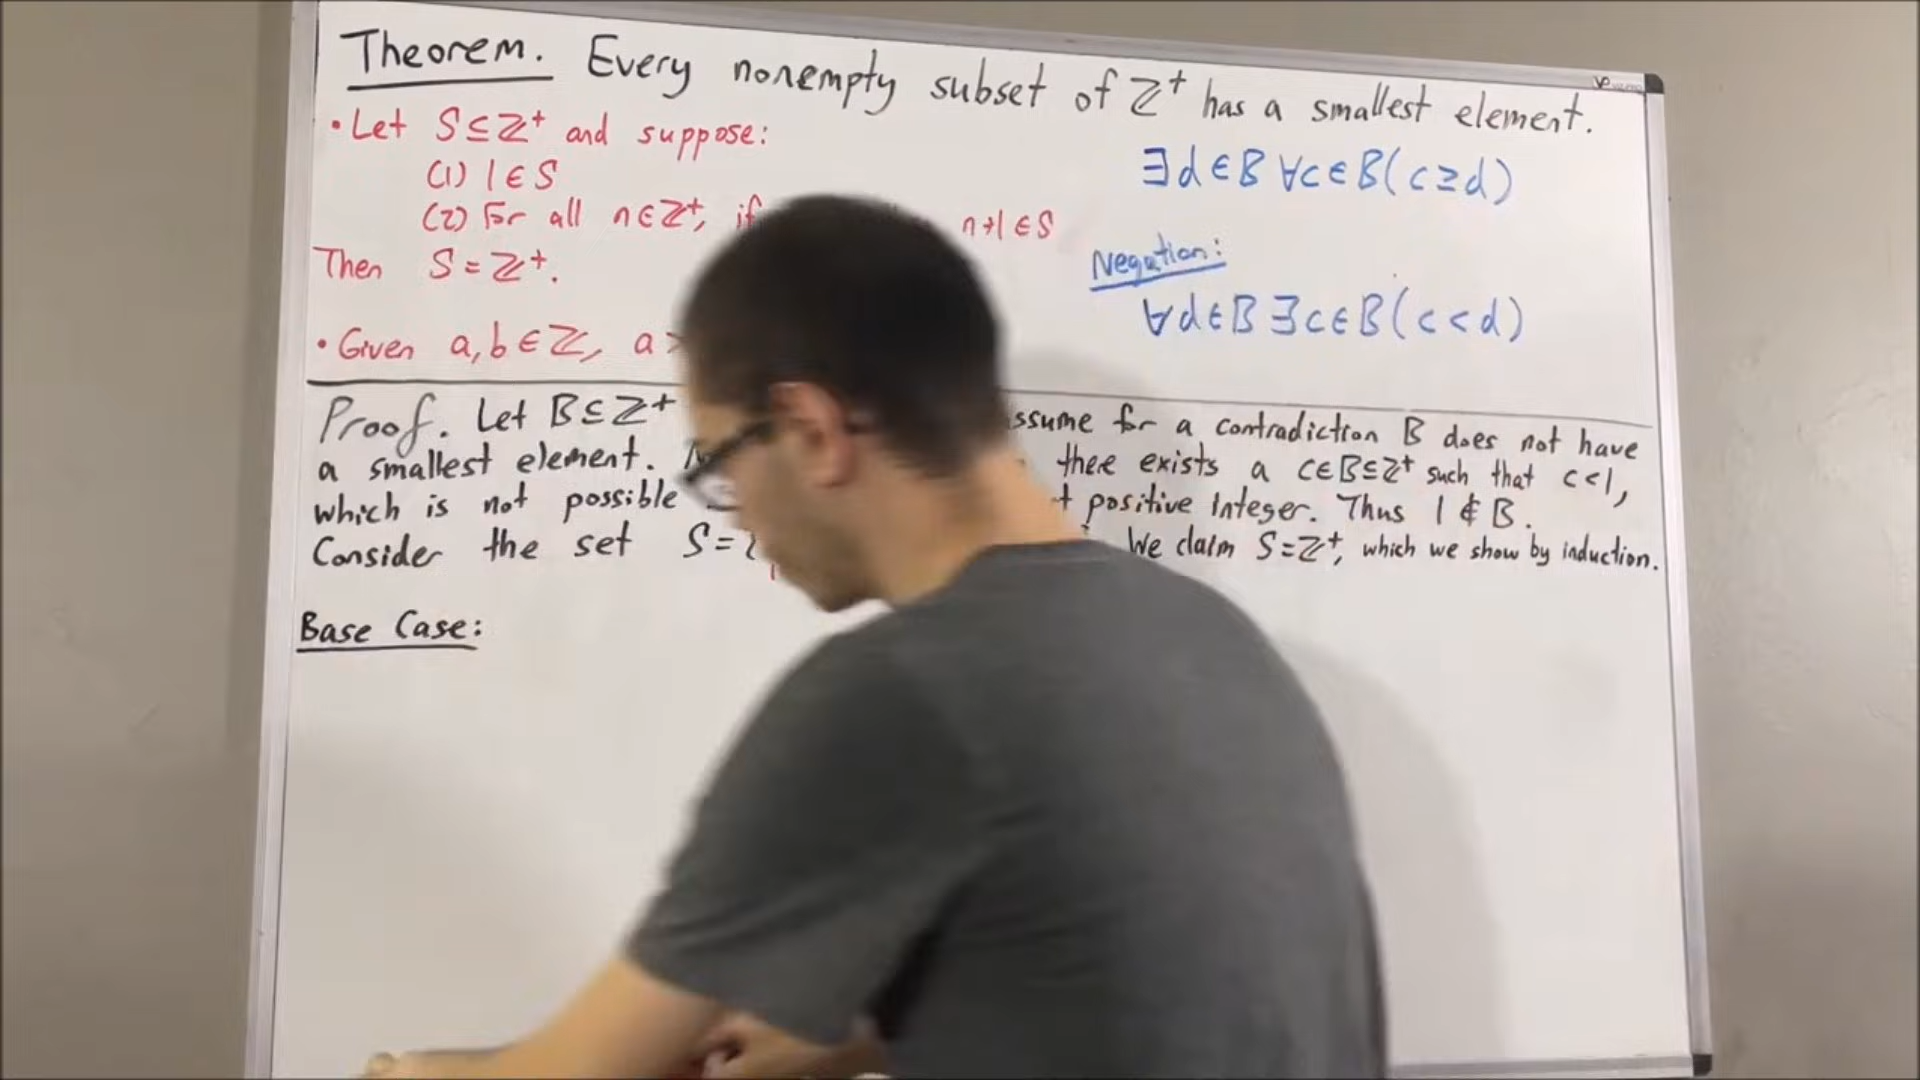 Theorem. Every nonempty subset of ℤ⁺ has a smallest element.
• Let S⊆ℤ⁺ and suppose:
(1) 1∈S
(2) For all n∈ℤ⁺, if n+1∈S
Then S=ℤ⁺.
• Given a,b∈ℤ, a>
∃d∈B ∀c∈B(c≥d)
Negation:
∀d∈B ∃c∈B(c<d)
Proof. Let B⊆ℤ⁺ ssume for a contradiction B does not have
a smallest element. there exists a c∈B⊆ℤ⁺ such that c<1,
which is not possible positive integer. Thus 1∉B.
Consider the set S={ We claim S=ℤ⁺, which we show by induction.
Base Case: